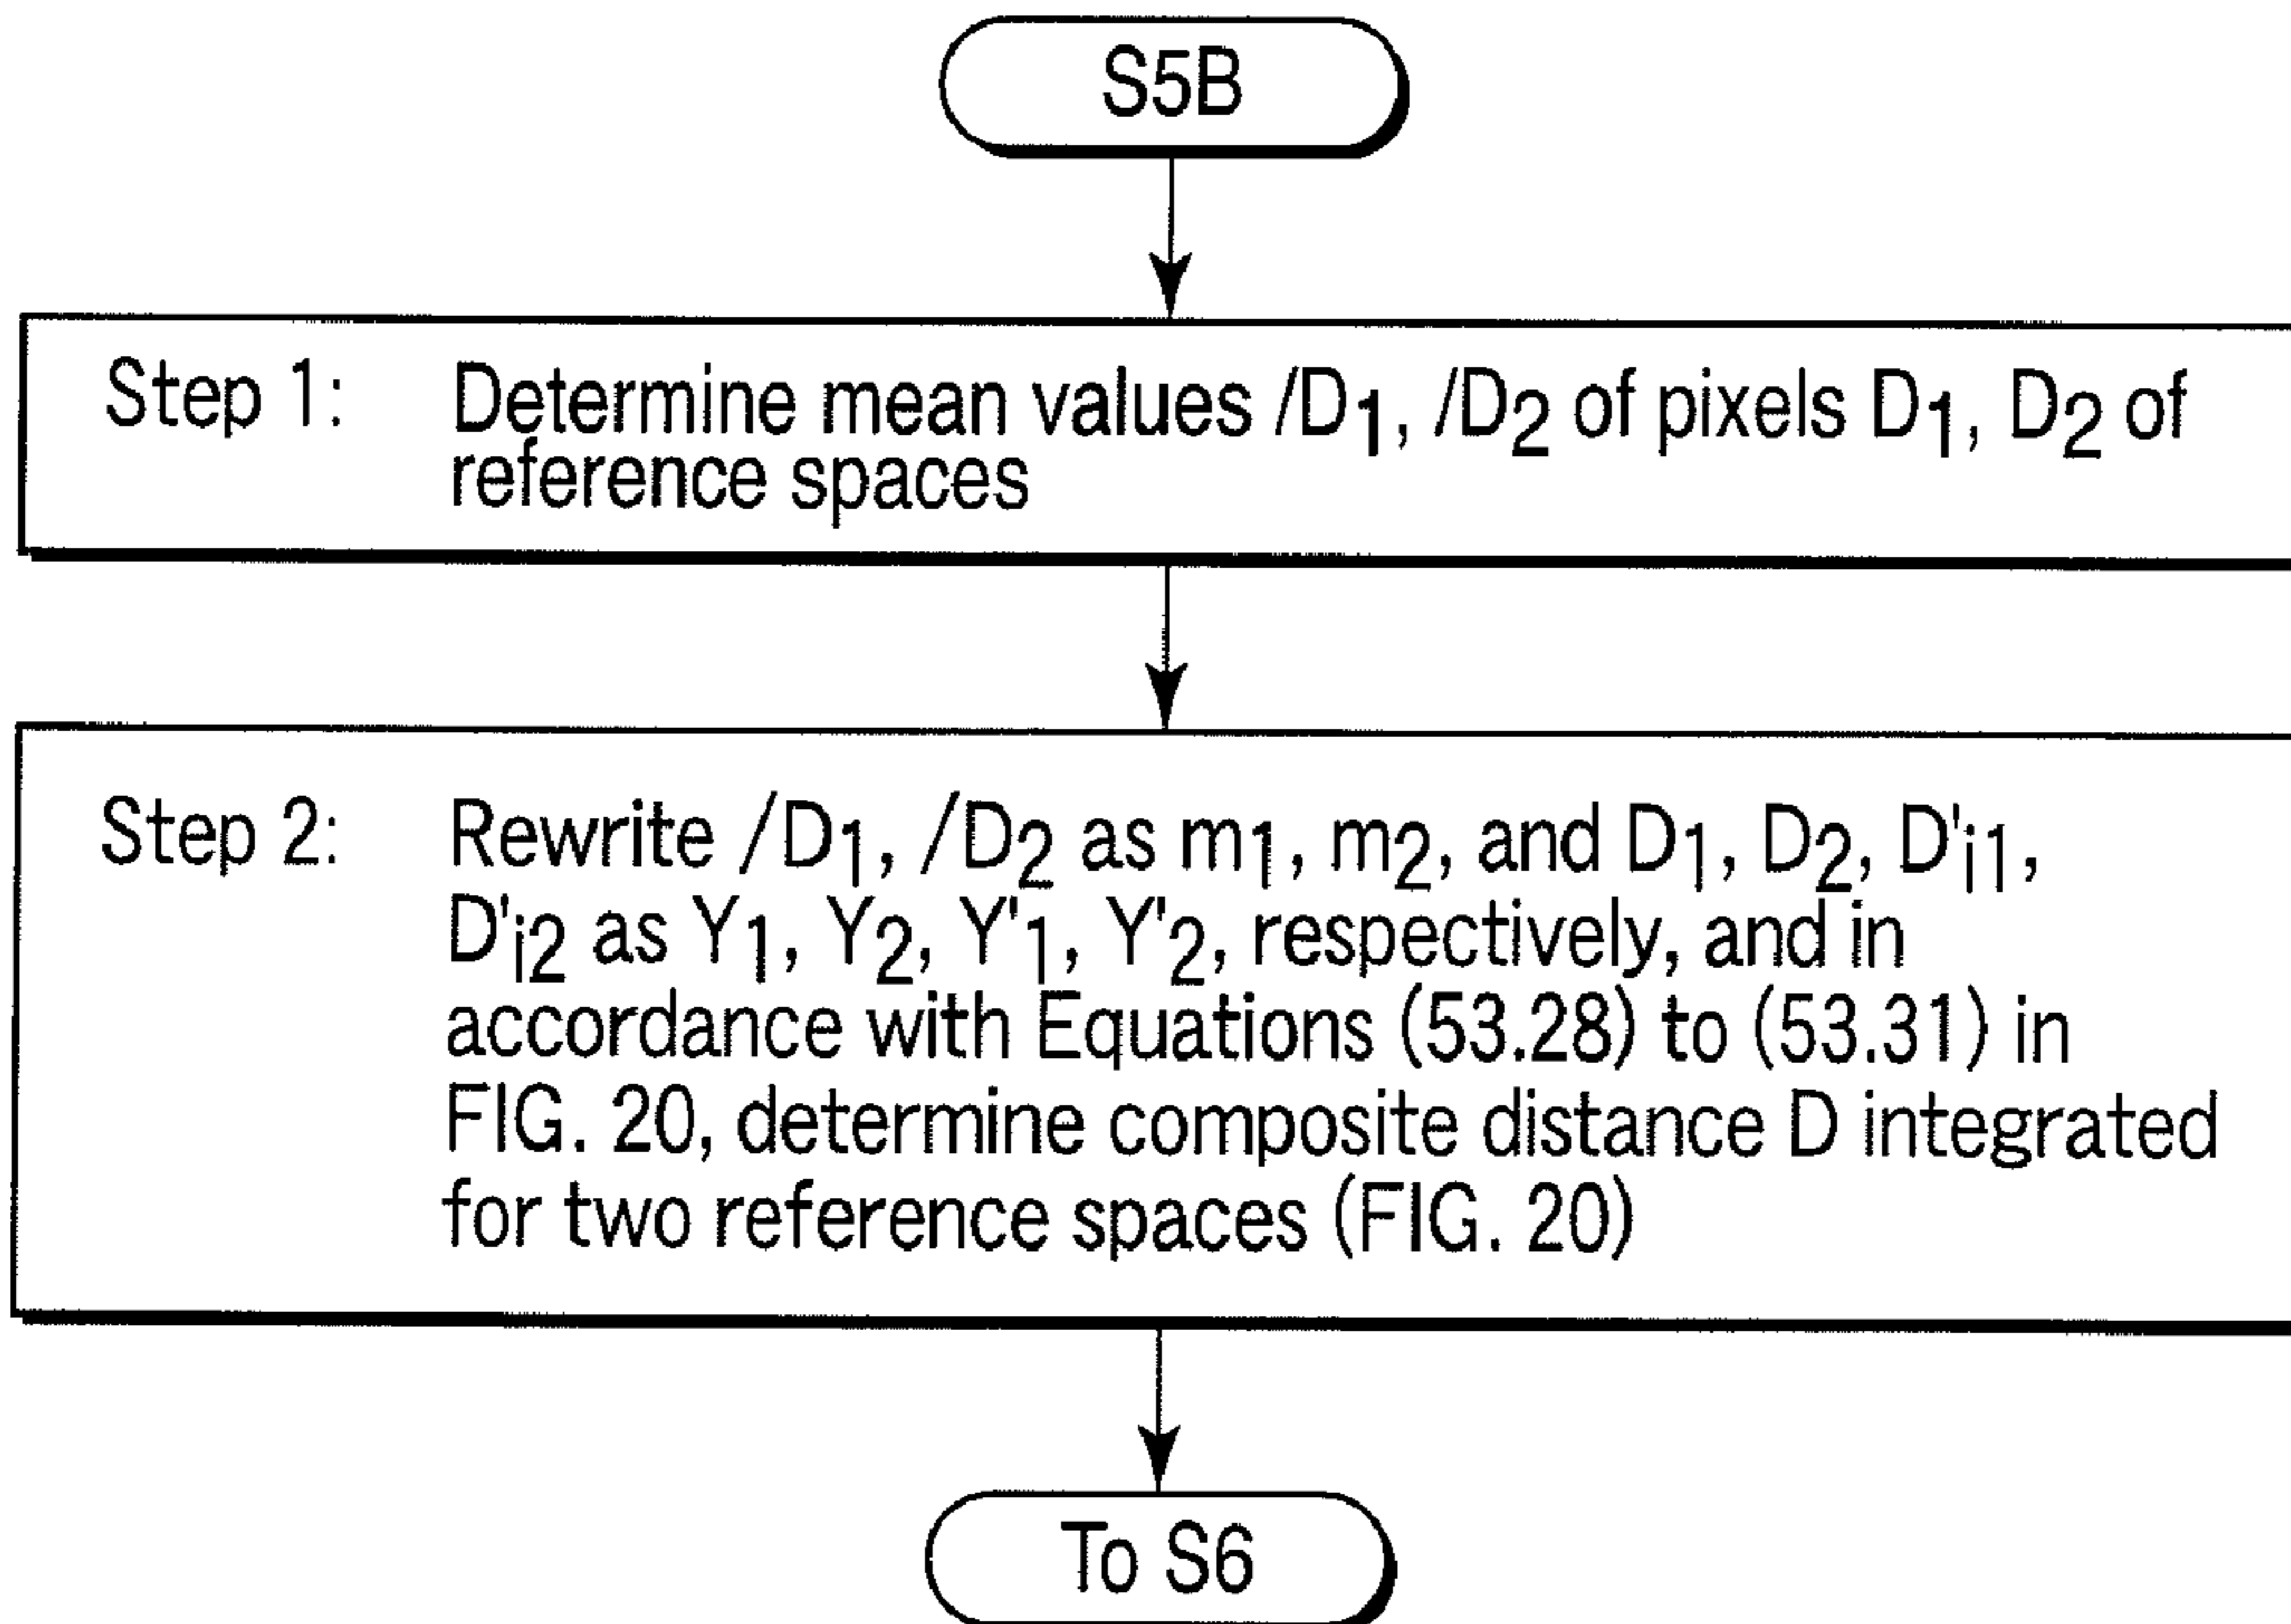 S5B
Step 1: Determine mean values /D1, /D2 of pixels D1, D2 of
reference spaces
Step 2: Rewrite /D1, /D2 as m1, m2, and D1, D2, D'i1,
D'i2 as Y1, Y2, Y'1, Y'2, respectively, and in
accordance with Equations (53.28) to (53.31) in
FIG. 20, determine composite distance D integrated
for two reference spaces (FIG. 20)
To S6